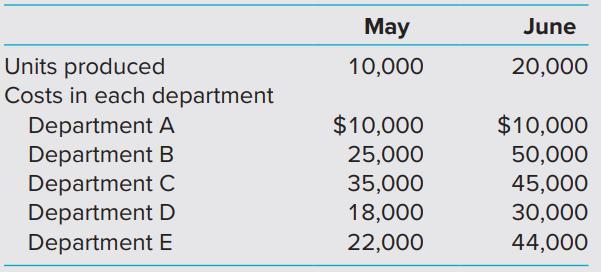 May June
Units produced 10,000 20,000
Costs in each department
Department A $10,000 $10,000
Department B 25,000 50,000
Department C 35,000 45,000
Department D 18,000 30,000
Department E 22,000 44,000